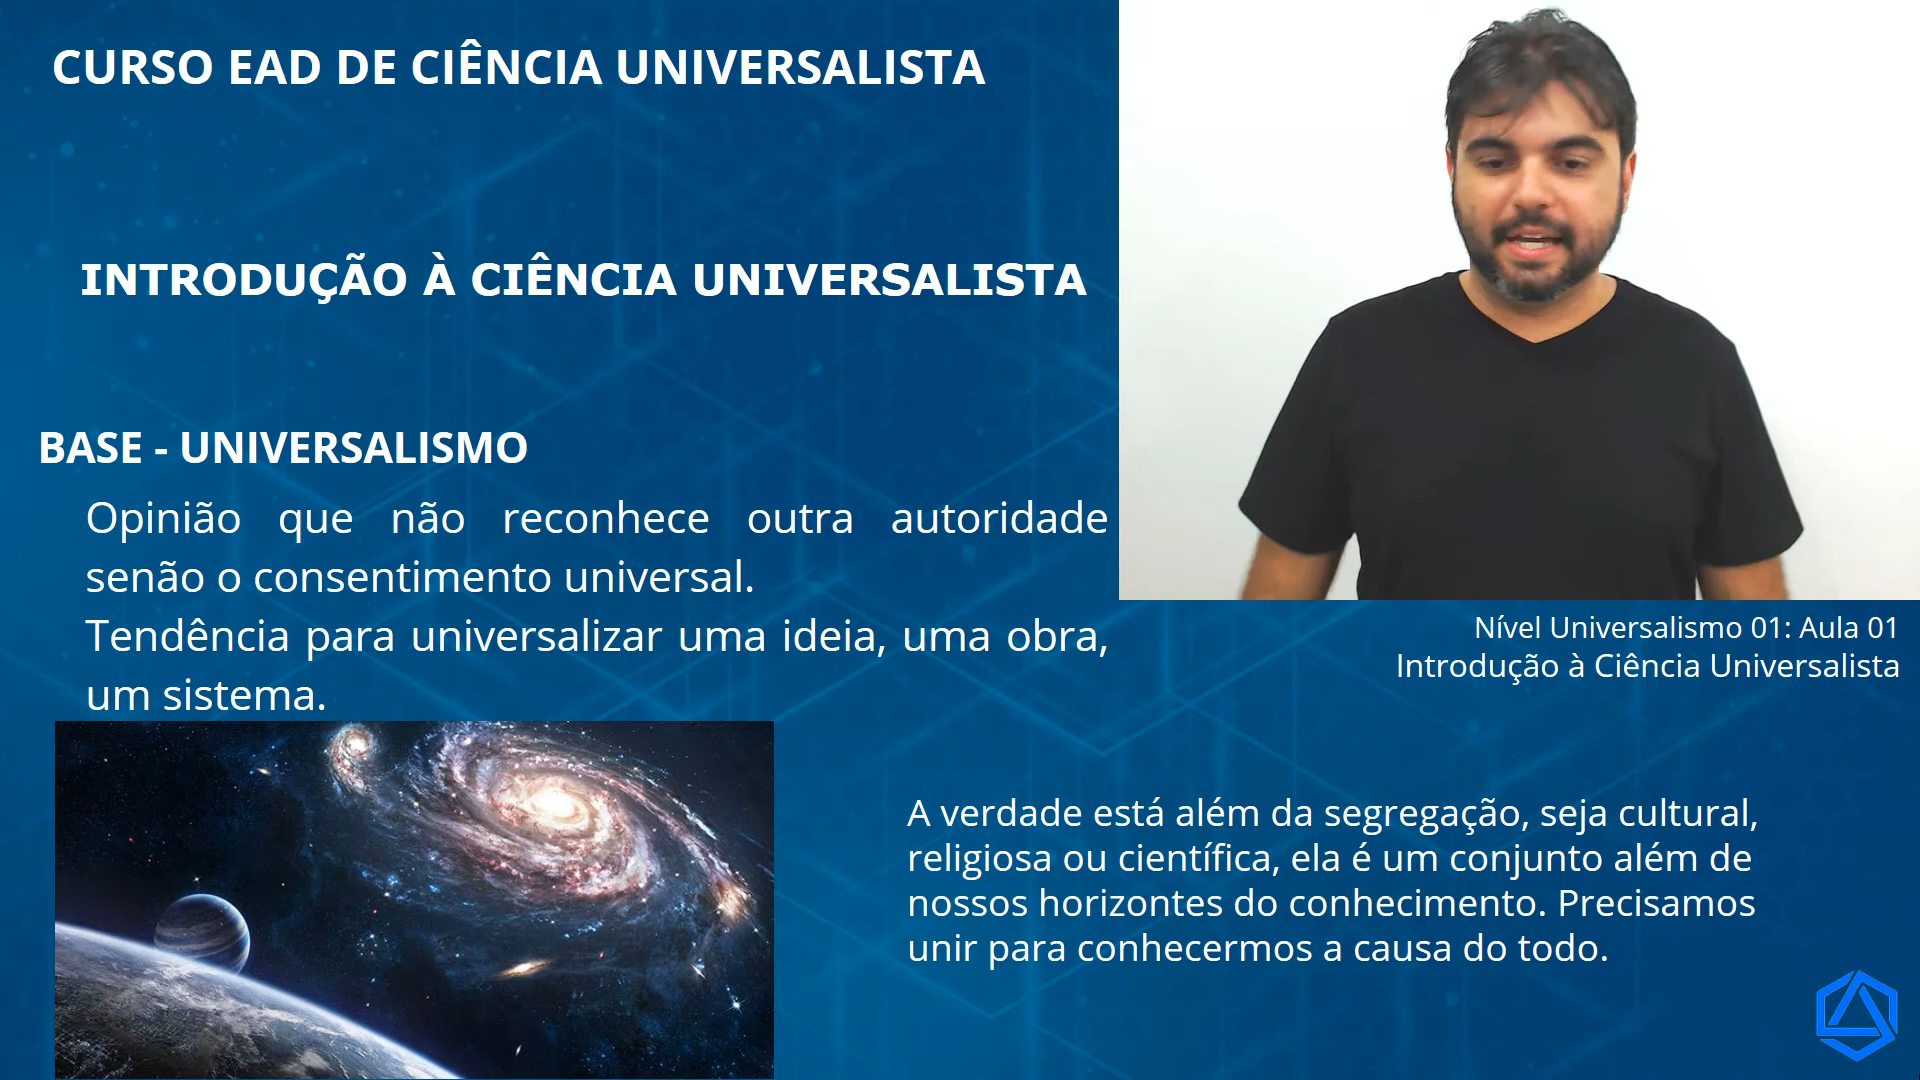 CURSO EAD DE CIÊNCIA UNIVERSALISTA
INTRODUÇÃO À CIÊNCIA UNIVERSALISTA
BASE - UNIVERSALISMO
Opinião que não reconhece outra autoridade
senão o consentimento universal.
Tendência para universalizar uma ideia, uma obra,
um sistema.
Nível Universalismo 01: Aula 01
Introdução à Ciência Universalista
A verdade está além da segregação, seja cultural,
religiosa ou científica, ela é um conjunto além de
nossos horizontes do conhecimento. Precisamos
unir para conhecermos a causa do todo.